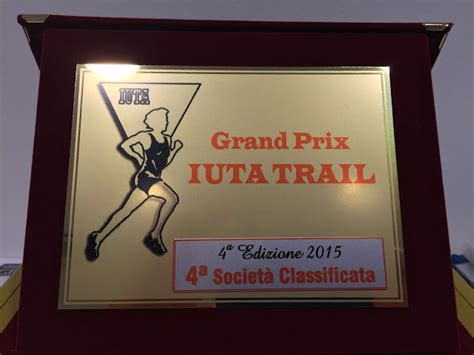 IUTA
Grand Prix
IUTA TRAIL
4ª Edizione 2015
4ª Società Classificata